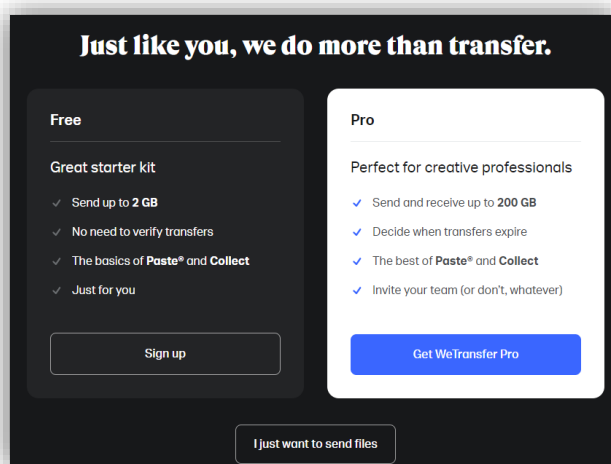 Just like you, we do more than transfer.
Free
Great starter kit
Send up to 2 GB
No need to verify transfers
The basics of Paste® and Collect
Just for you
Sign up
Pro
Perfect for creative professionals
Send and receive up to 200 GB
Decide when transfers expire
The best of Paste® and Collect
Invite your team (or don't, whatever)
Get WeTransfer Pro
I just want to send files